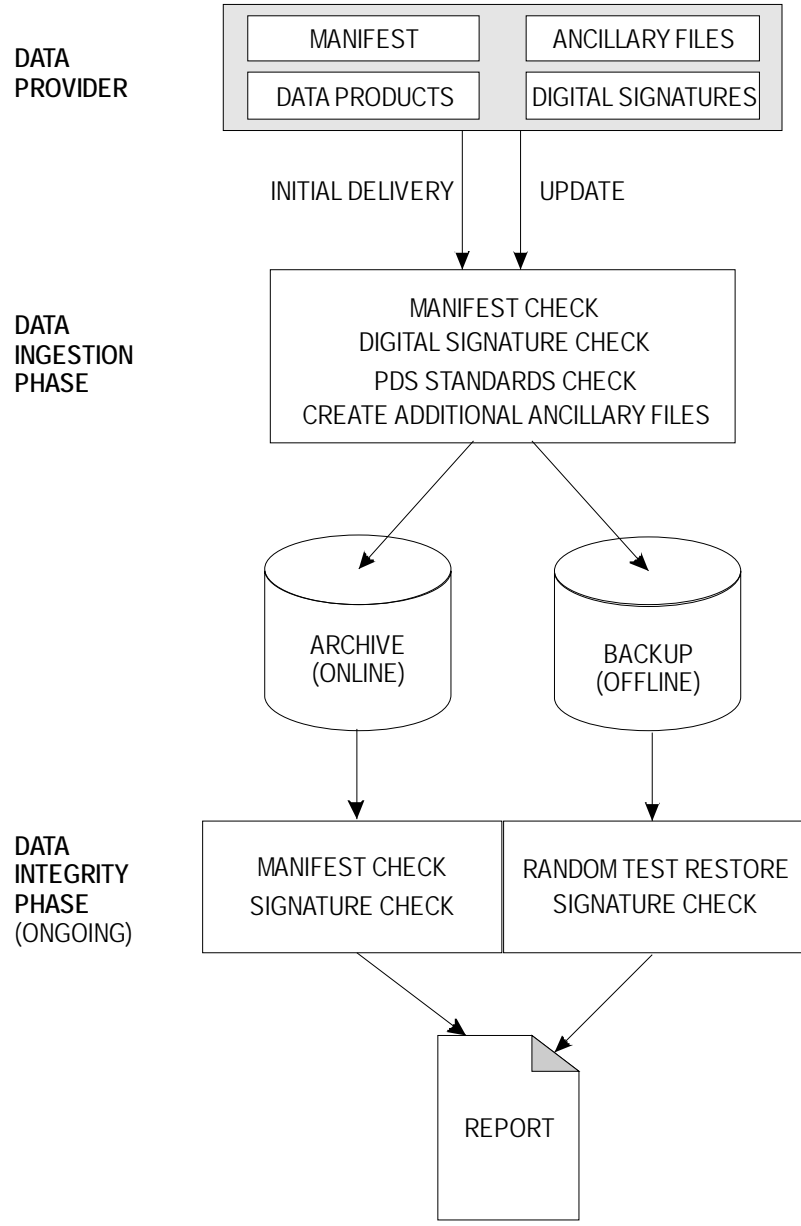 DATA
PROVIDER
MANIFEST
ANCILLARY FILES
DATA PRODUCTS
DIGITAL SIGNATURES
INITIAL DELIVERY
UPDATE
DATA
INGESTION
PHASE
MANIFEST CHECK
DIGITAL SIGNATURE CHECK
PDS STANDARDS CHECK
CREATE ADDITIONAL ANCILLARY FILES
ARCHIVE
(ONLINE)
BACKUP
(OFFLINE)
DATA
INTEGRITY
PHASE
(ONGOING)
MANIFEST CHECK
SIGNATURE CHECK
RANDOM TEST RESTORE
SIGNATURE CHECK
REPORT